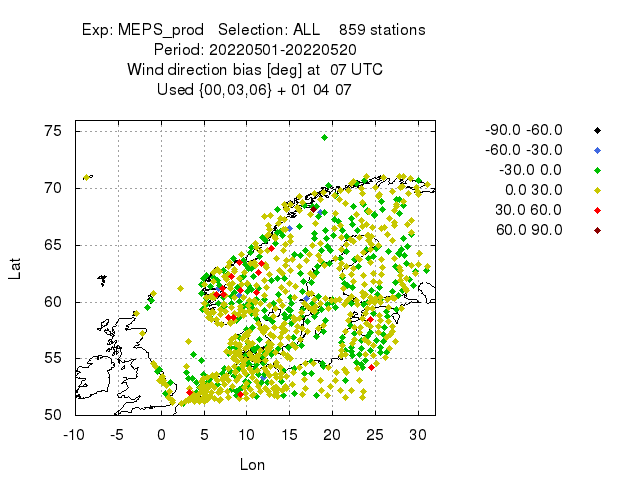 Exp: MEPS_prod   Selection: ALL    859 stations
Period: 20220501-20220520
Wind direction bias [deg] at  07 UTC
Used {00,03,06} + 01 04 07
-90.0 -60.0
-60.0 -30.0
-30.0 0.0
0.0 30.0
30.0 60.0
60.0 90.0
75
70
65
60
55
50
Lat
-10 -5 0 5 10 15 20 25 30
Lon